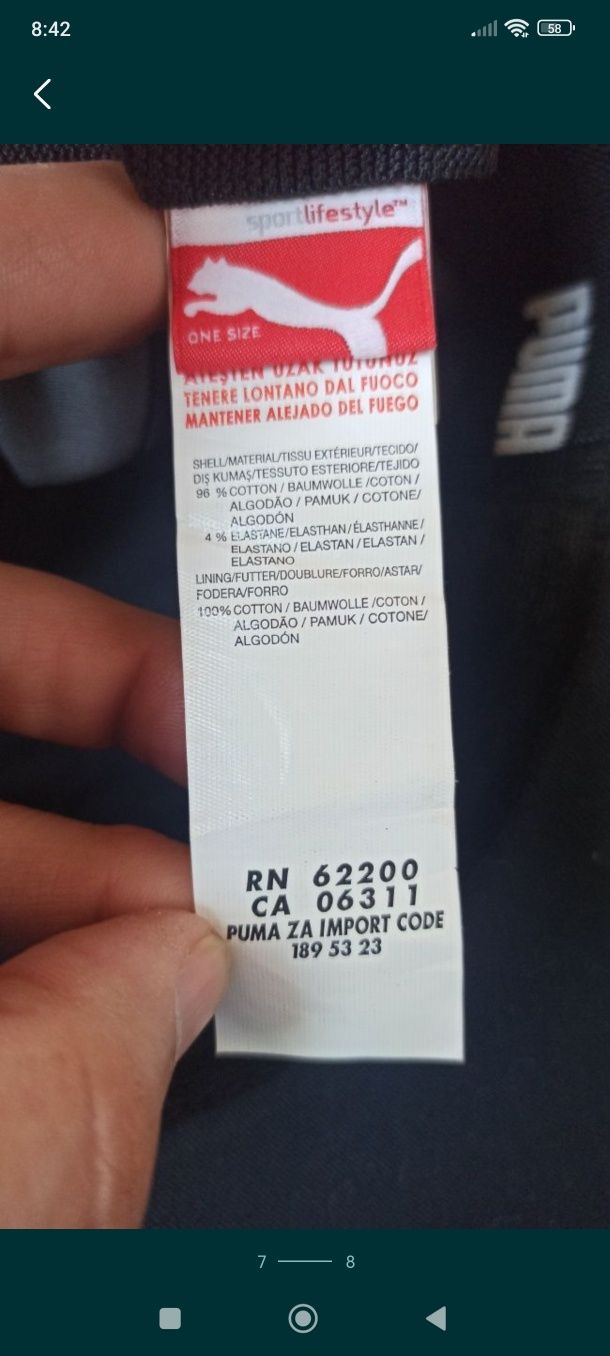 8:42
58
sportlifestyle™
ONE SIZE
ATEŞTEN UZAK TUTUNUZ
TENERE LONTANO DAL FUOCO
MANTENER ALEJADO DEL FUEGO
SHELL/MATERIAL/TISSU EXTÉRIEUR/TECIDO/
DIŞ KUMAŞ/TESSUTO ESTERIORE/TEJIDO
96 % COTTON / BAUMWOLLE /COTON /
ALGODÃO / PAMUK / COTONE/
ALGODÓN
4 % ELASTANE/ELASTHAN/ÉLASTHANNE/
ELASTANO / ELASTAN / ELASTAN /
ELASTANO
LINING/FUTTER/DOUBLURE/FORRO/ASTAR/
FODERA/FORRO
100% COTTON / BAUMWOLLE /COTON /
ALGODÃO / PAMUK / COTONE/
ALGODÓN
RN 62200
CA 06311
PUMA ZA IMPORT CODE
189 53 23
PUMA
7 8